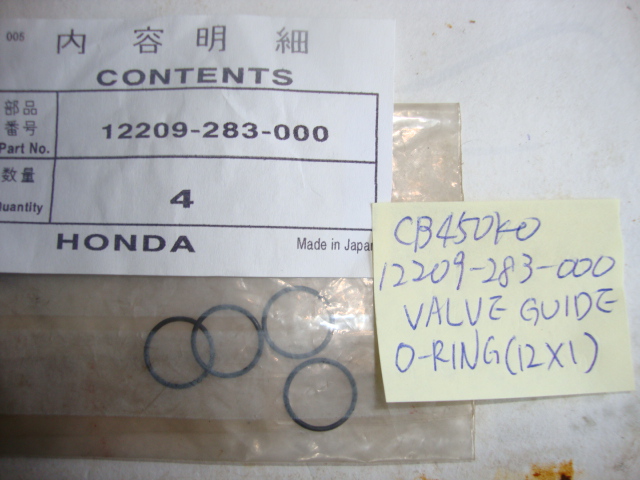 005
内容明細
CONTENTS
部品
番号
Part No.
12209-283-000
数量
Quantity
4
HONDA
Made in Japan
CB450K0
12209-283-000
VALVE GUIDE
O-RING(12X1)